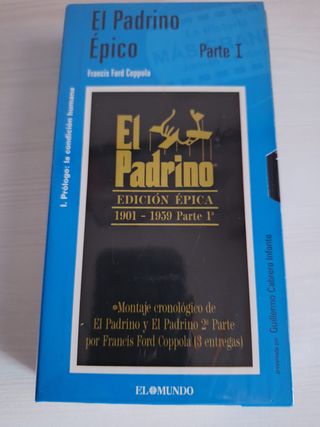 El Padrino
Épico
Parte I
Francis Ford Coppola
I. Prólogo: la condición humana
El
Padrino
EDICIÓN ÉPICA
1901 - 1959 Parte 1ª
Montaje cronológico de
El Padrino y El Padrino 2ª Parte
por Francis Ford Coppola (3 entregas)
presentada por Guillermo Cabrera Infante
EL MUNDO